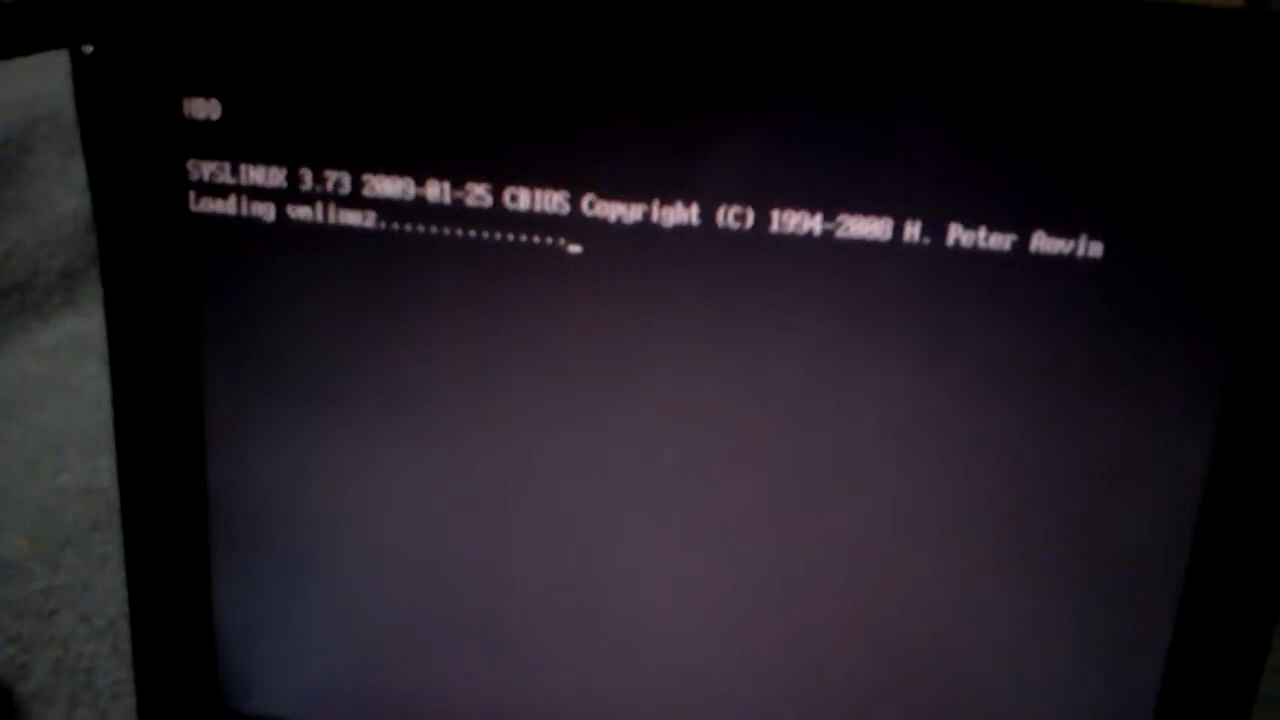 HDD
SYSLINUX 3.73 2009-01-25 CBIOS Copyright (C) 1994-2008 H. Peter Anvin
Loading vmlinuz...............